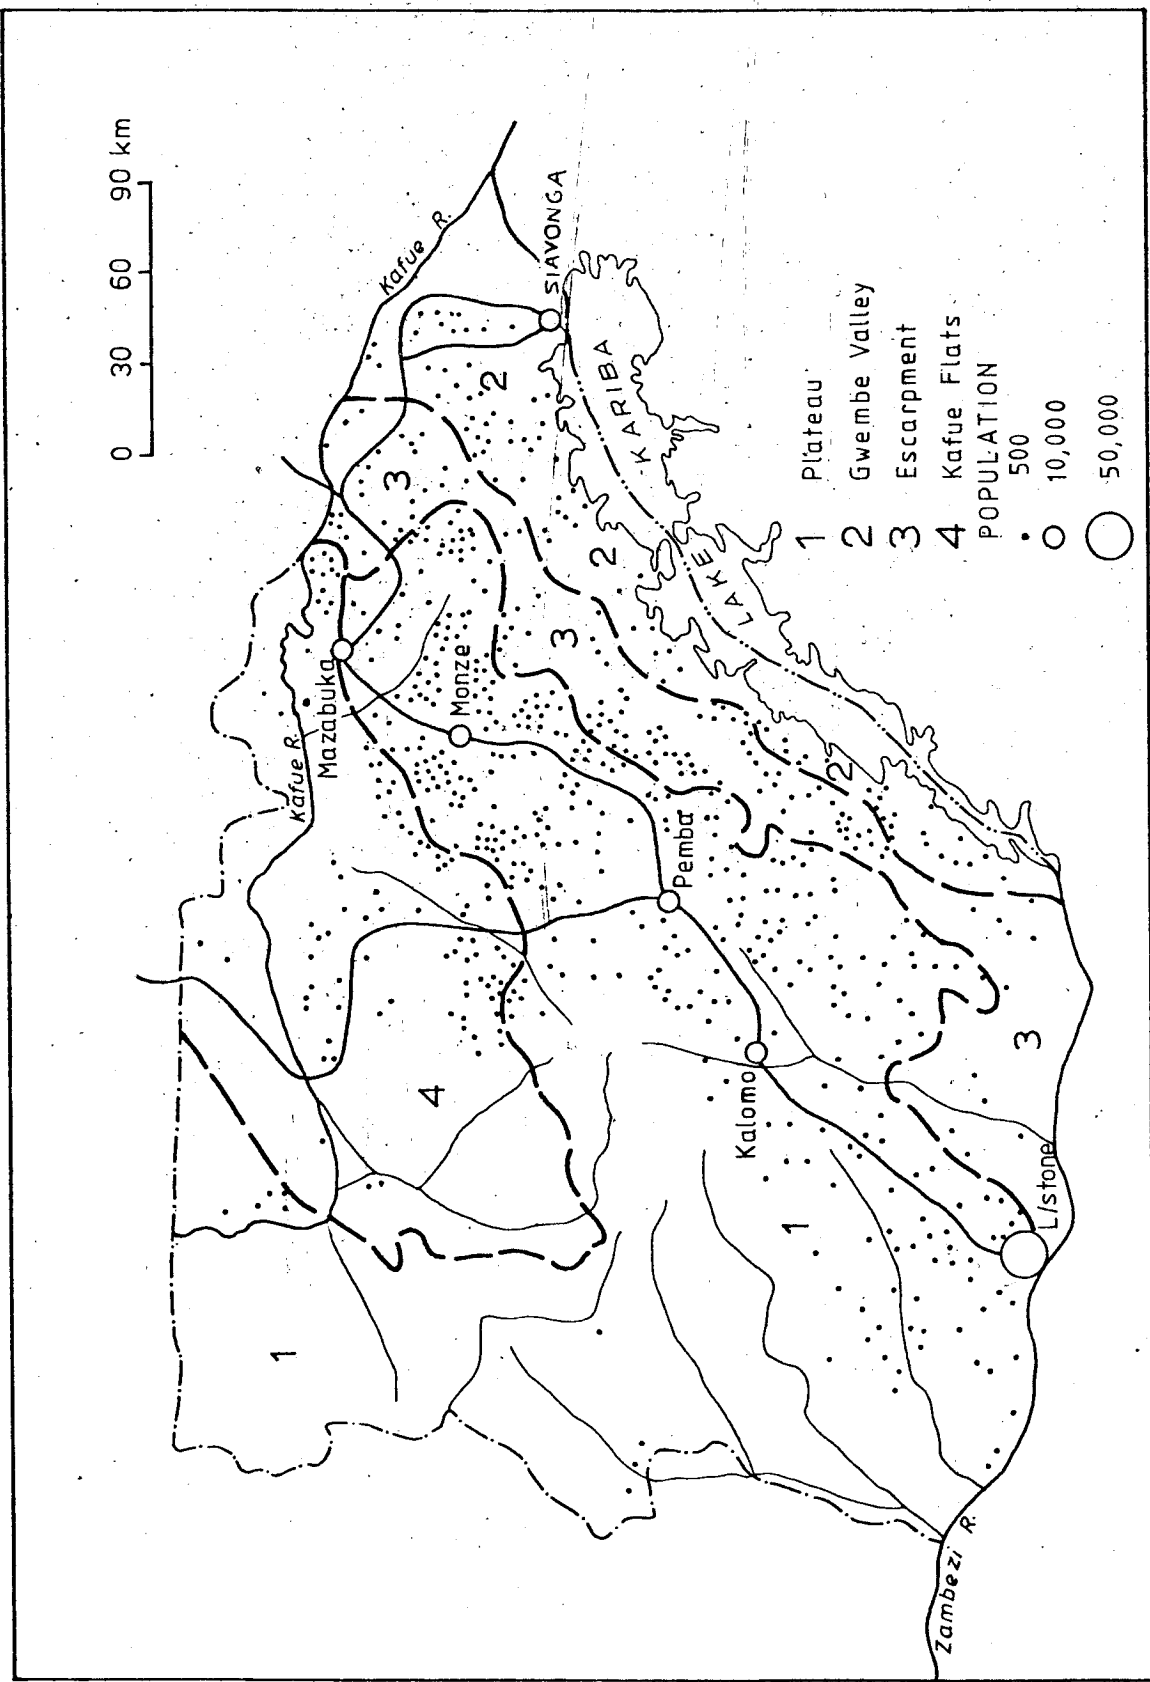 0 30 60 90 km
Kafue R.
SIAVONGA
Kafue R.
Mazabuka
Monze
Pemba
Kalomo
L/stone
Zambezi R.
LAKE KARIBA
1
1
2
2
2
3
3
3
4
1 Plateau
2 Gwembe Valley
3 Escarpment
4 Kafue Flats
POPULATION
500
10,000
50,000